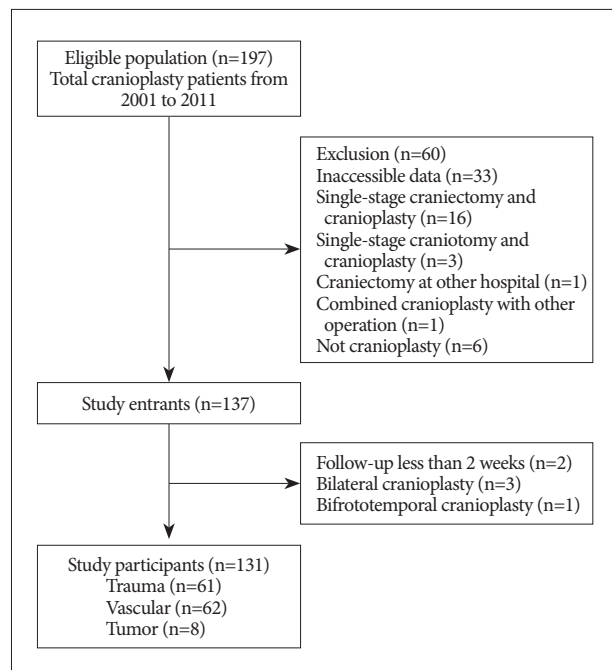 Eligible population (n=197)
Total cranioplasty patients from
2001 to 2011
Exclusion (n=60)
Inaccessible data (n=33)
Single-stage craniectomy and
cranioplasty (n=16)
Single-stage craniotomy and
cranioplasty (n=3)
Craniectomy at other hospital (n=1)
Combined cranioplasty with other
operation (n=1)
Not cranioplasty (n=6)
Study entrants (n=137)
Follow-up less than 2 weeks (n=2)
Bilateral cranioplasty (n=3)
Bifrototemporal cranioplasty (n=1)
Study participants (n=131)
Trauma (n=61)
Vascular (n=62)
Tumor (n=8)